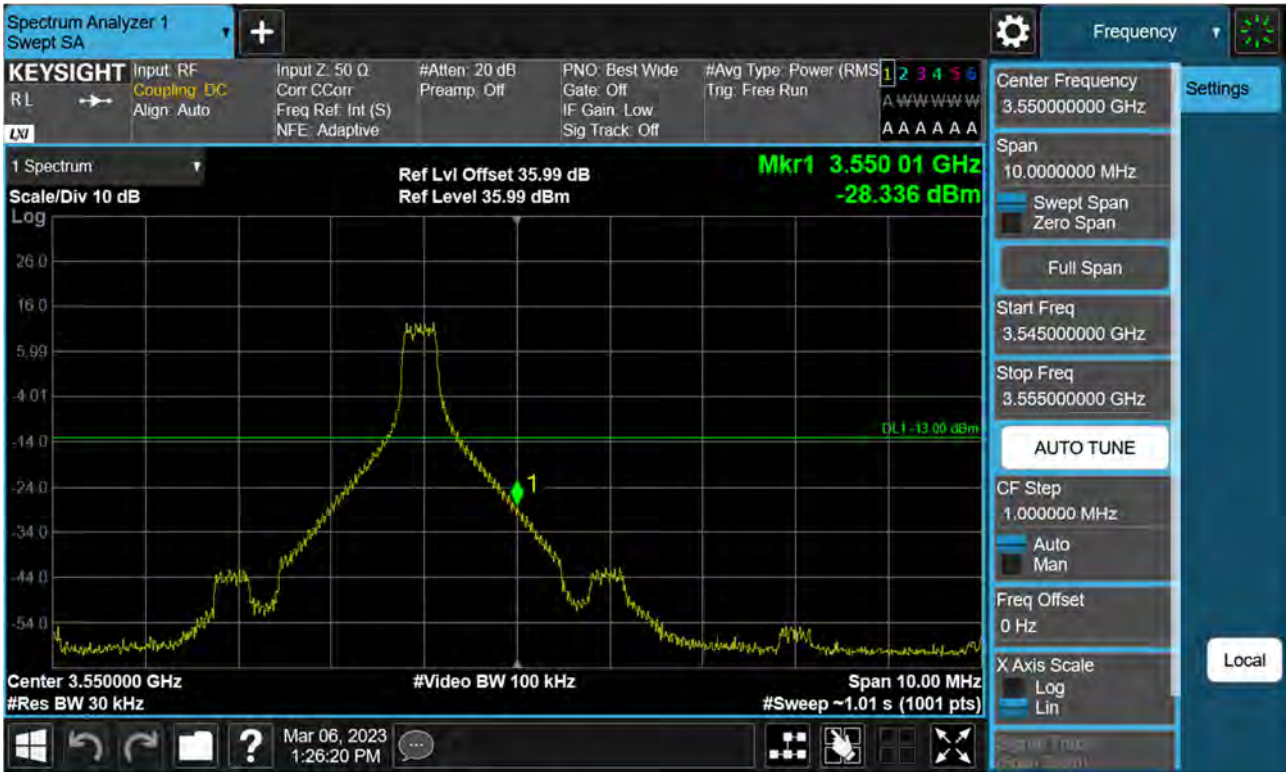 Spectrum Analyzer 1
Swept SA
Frequency
KEYSIGHT
RL
LXI
Input: RF
Coupling: DC
Align: Auto
Input Z: 50 Ω
Corr CCorr
Freq Ref: Int (S)
NFE: Adaptive
#Atten: 20 dB
Preamp: Off
PNO: Best Wide
Gate: Off
IF Gain: Low
Sig Track: Off
#Avg Type: Power (RMS
Trig: Free Run
1 2 3 4 5 6
A W W W W W
A A A A A A
1 Spectrum
Scale/Div 10 dB
Log
Ref Lvl Offset 35.99 dB
Ref Level 35.99 dBm
Mkr1 3.550 01 GHz
-28.336 dBm
26.0
16.0
5.99
-4.01
-14.0
-24.0
-34.0
-44.0
-54.0
DL1 -13.00 dBm
1
Center 3.550000 GHz
#Res BW 30 kHz
#Video BW 100 kHz
Span 10.00 MHz
#Sweep ~1.01 s (1001 pts)
Center Frequency
3.550000000 GHz
Settings
Span
10.0000000 MHz
Swept Span
Zero Span
Full Span
Start Freq
3.545000000 GHz
Stop Freq
3.555000000 GHz
AUTO TUNE
CF Step
1.000000 MHz
Auto
Man
Freq Offset
0 Hz
X Axis Scale
Log
Lin
Local
?
Mar 06, 2023
1:26:20 PM